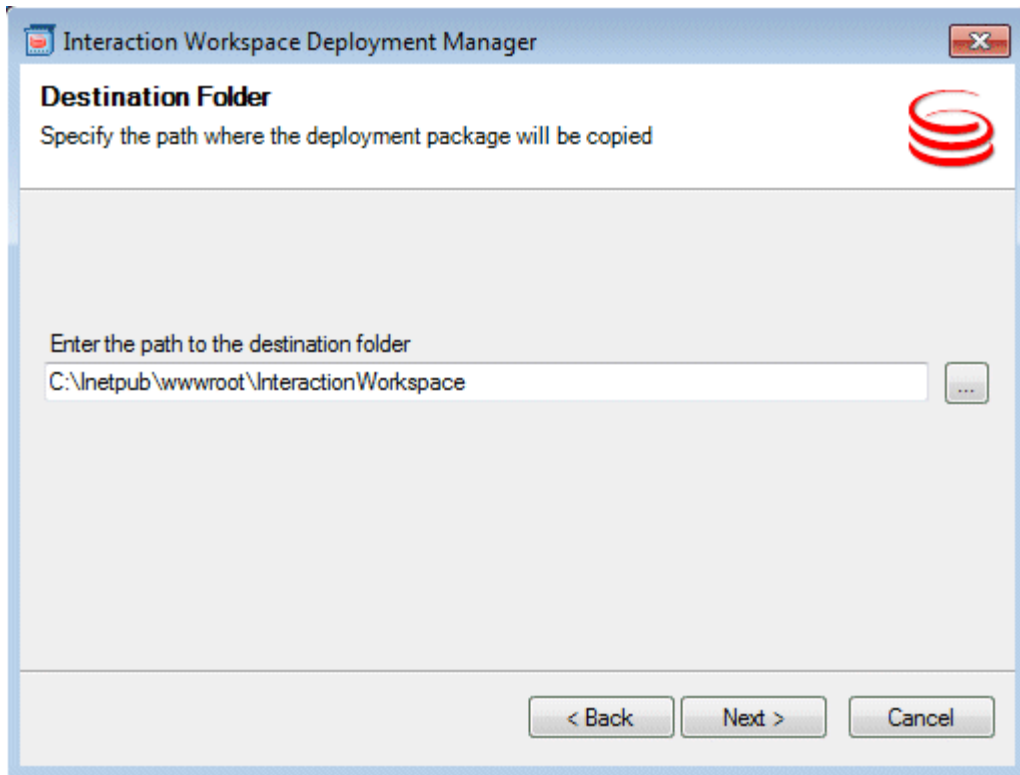 Interaction Workspace Deployment Manager
Destination Folder
Specify the path where the deployment package will be copied
Enter the path to the destination folder
C:\Inetpub\wwwroot\InteractionWorkspace
...
< Back
Next >
Cancel